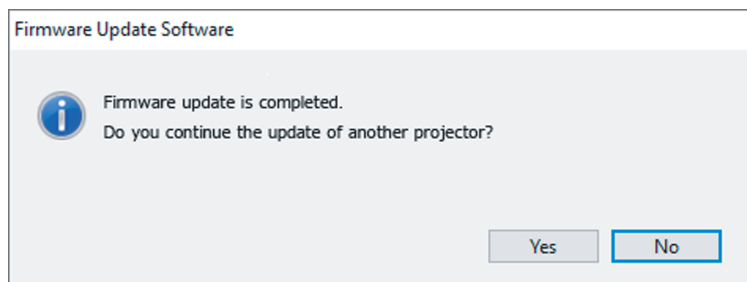 Firmware Update Software
Firmware update is completed.
Do you continue the update of another projector?
Yes No